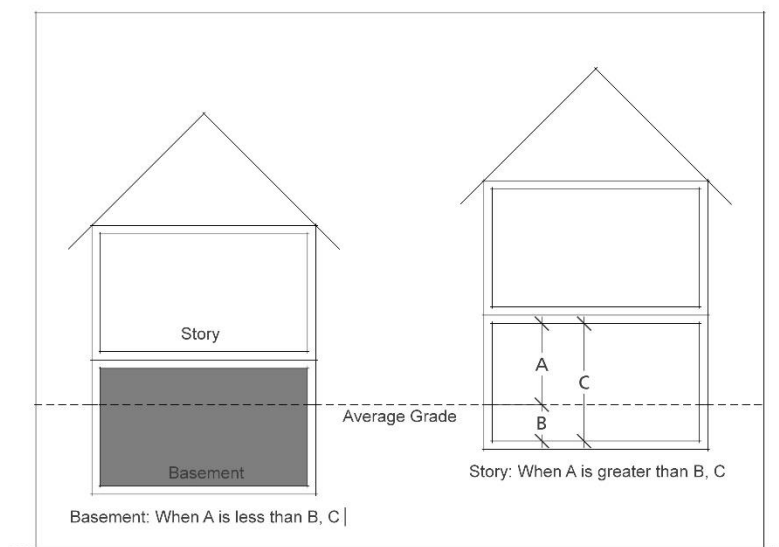 Story
A
C
Average Grade
B
Basement
Story: When A is greater than B, C
Basement: When A is less than B, C